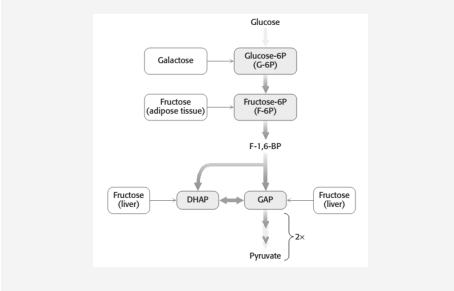 Glucose
Galactose
Glucose-6P
(G-6P)
Fructose
(adipose tissue)
Fructose-6P
(F-6P)
F-1,6-BP
Fructose
(liver)
DHAP
GAP
Fructose
(liver)
2×
Pyruvate